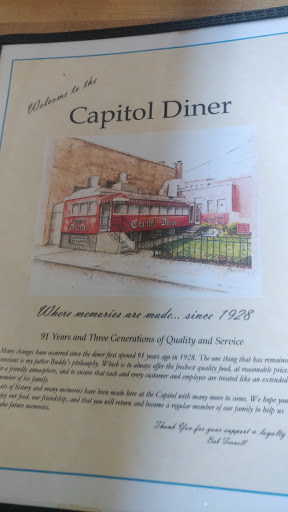 Welcome to the
Capitol Diner
Capitol Diner
Where memories are made... since 1928
91 Years and Three Generations of Quality and Service
Many changes have occurred since the diner first opened 91 years ago in 1928. The one thing that has remained
constant is my father Buddy's philosophy. Which is to always offer the freshest quality food, at reasonable prices
in a friendly atmosphere, and to ensure that each and every customer and employee are treated like an extended
member of his family.
Lots of history and many memories have been made here at the Capitol with many more to come. We hope you
enjoy our food, our friendship, and that you will return and become a regular member of our family to help us
make future memories.
Thank You for your support & loyalty
Bob